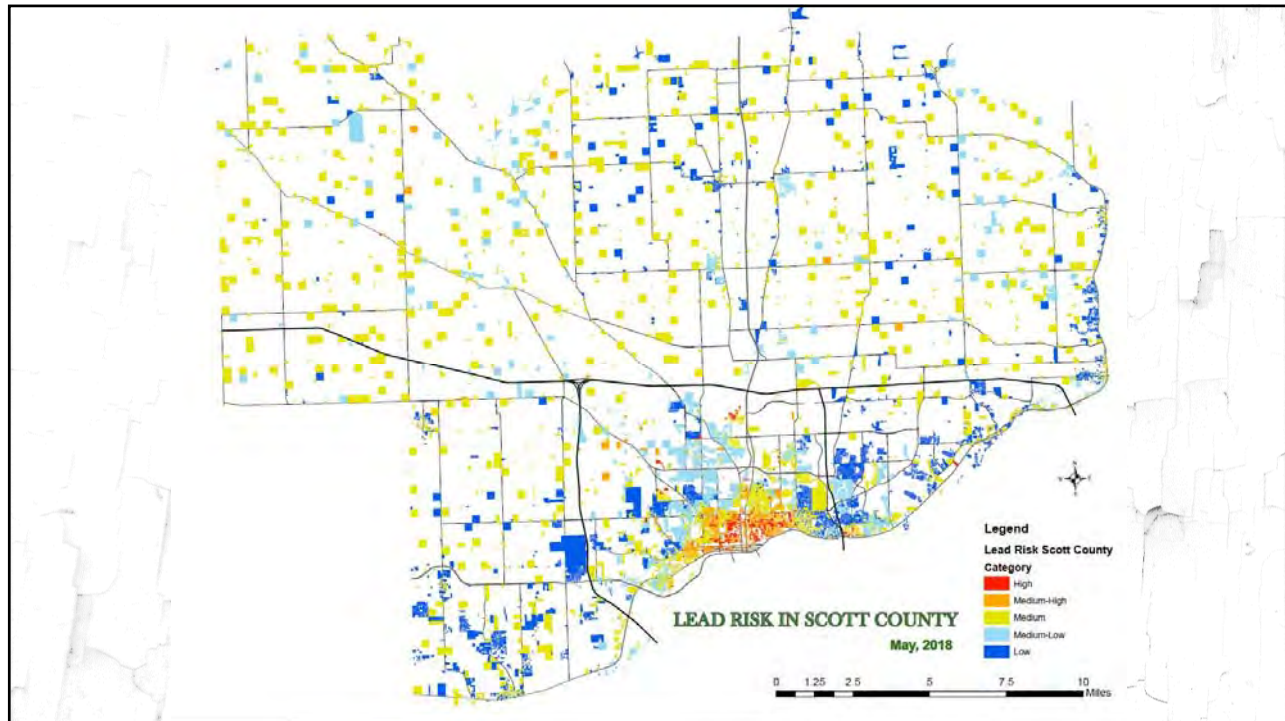 Legend
Lead Risk Scott County
Category
High
Medium-High
Medium
Medium-Low
Low
LEAD RISK IN SCOTT COUNTY
May, 2018
0 1.25 2.5 5 7.5 10
Miles